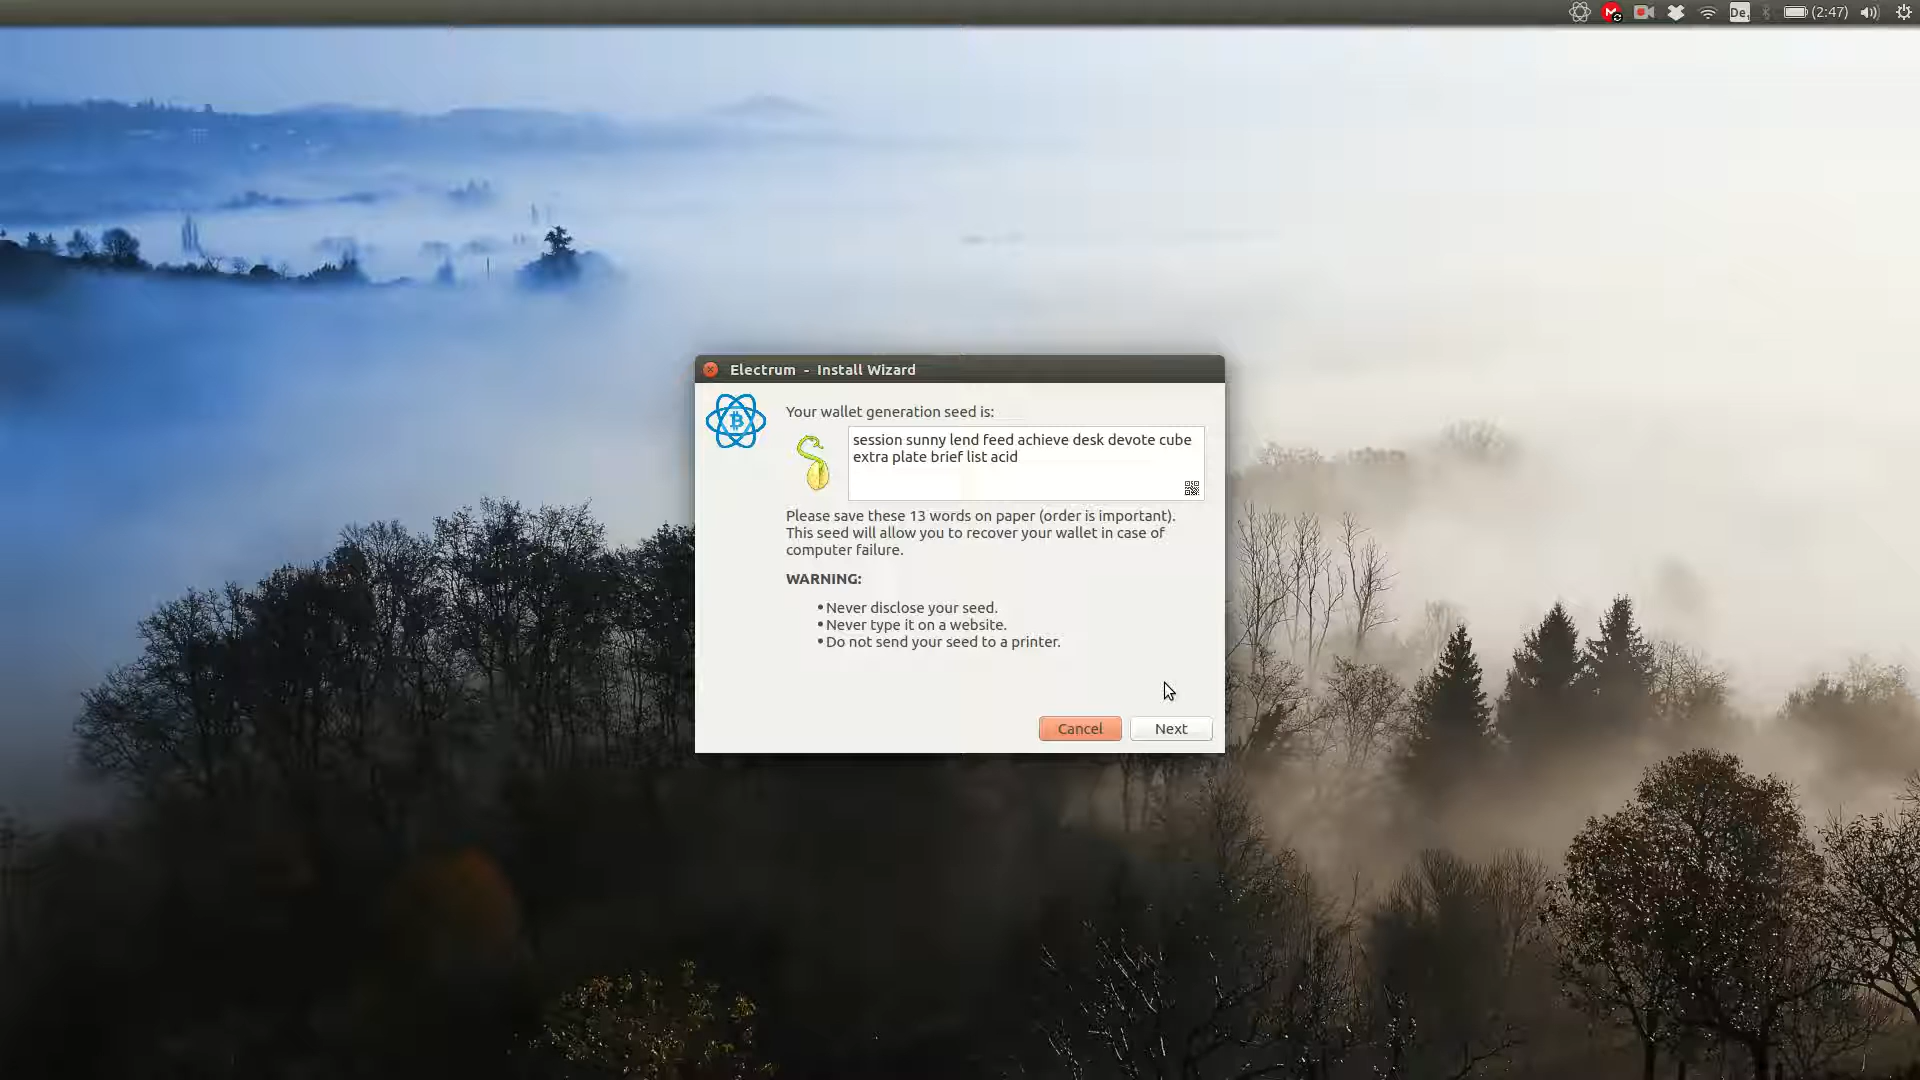 De₁
(2:47)
Electrum - Install Wizard
Your wallet generation seed is:
session sunny lend feed achieve desk devote cube
extra plate brief list acid
Please save these 13 words on paper (order is important).
This seed will allow you to recover your wallet in case of
computer failure.
WARNING:
•Never disclose your seed.
•Never type it on a website.
•Do not send your seed to a printer.
Cancel Next